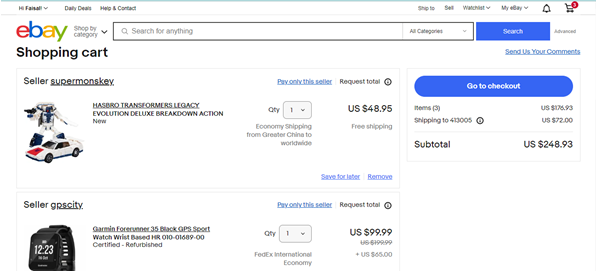 Hi Faisal! Daily Deals Help & Contact Ship to Sell Watchlist My eBay 3
ebay Shop by category Search for anything All Categories Search Advanced
Shopping cart Send Us Your Comments
Seller supermonskey Pay only this seller Request total
HASBRO TRANSFORMERS LEGACY
EVOLUTION DELUXE BREAKDOWN ACTION
New
Qty 1 US $48.95
Economy Shipping
from Greater China to
worldwide
Free shipping
Save for later Remove
Go to checkout
Items (3) US $176.93
Shipping to 413005 US $72.00
Subtotal US $248.93
Seller gpscity Pay only this seller Request total
Garmin Forerunner 35 Black GPS Sport
Watch Wrist Based HR 010-01689-00
Certified - Refurbished
Qty 1 US $99.99
US $199.99
FedEx International
Economy
+ US $65.00